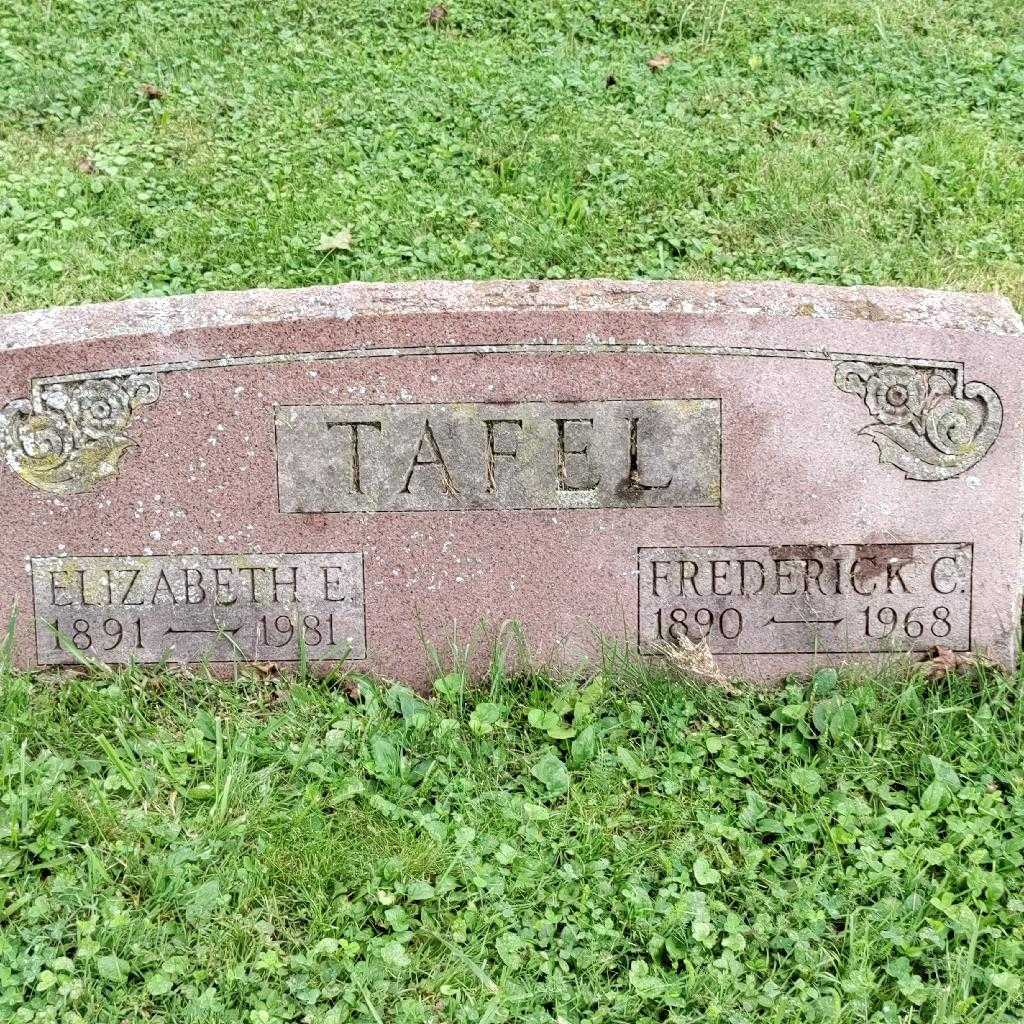 TAFEL
ELIZABETH E.
1891 — 1981
FREDERICK C.
1890 — 1968